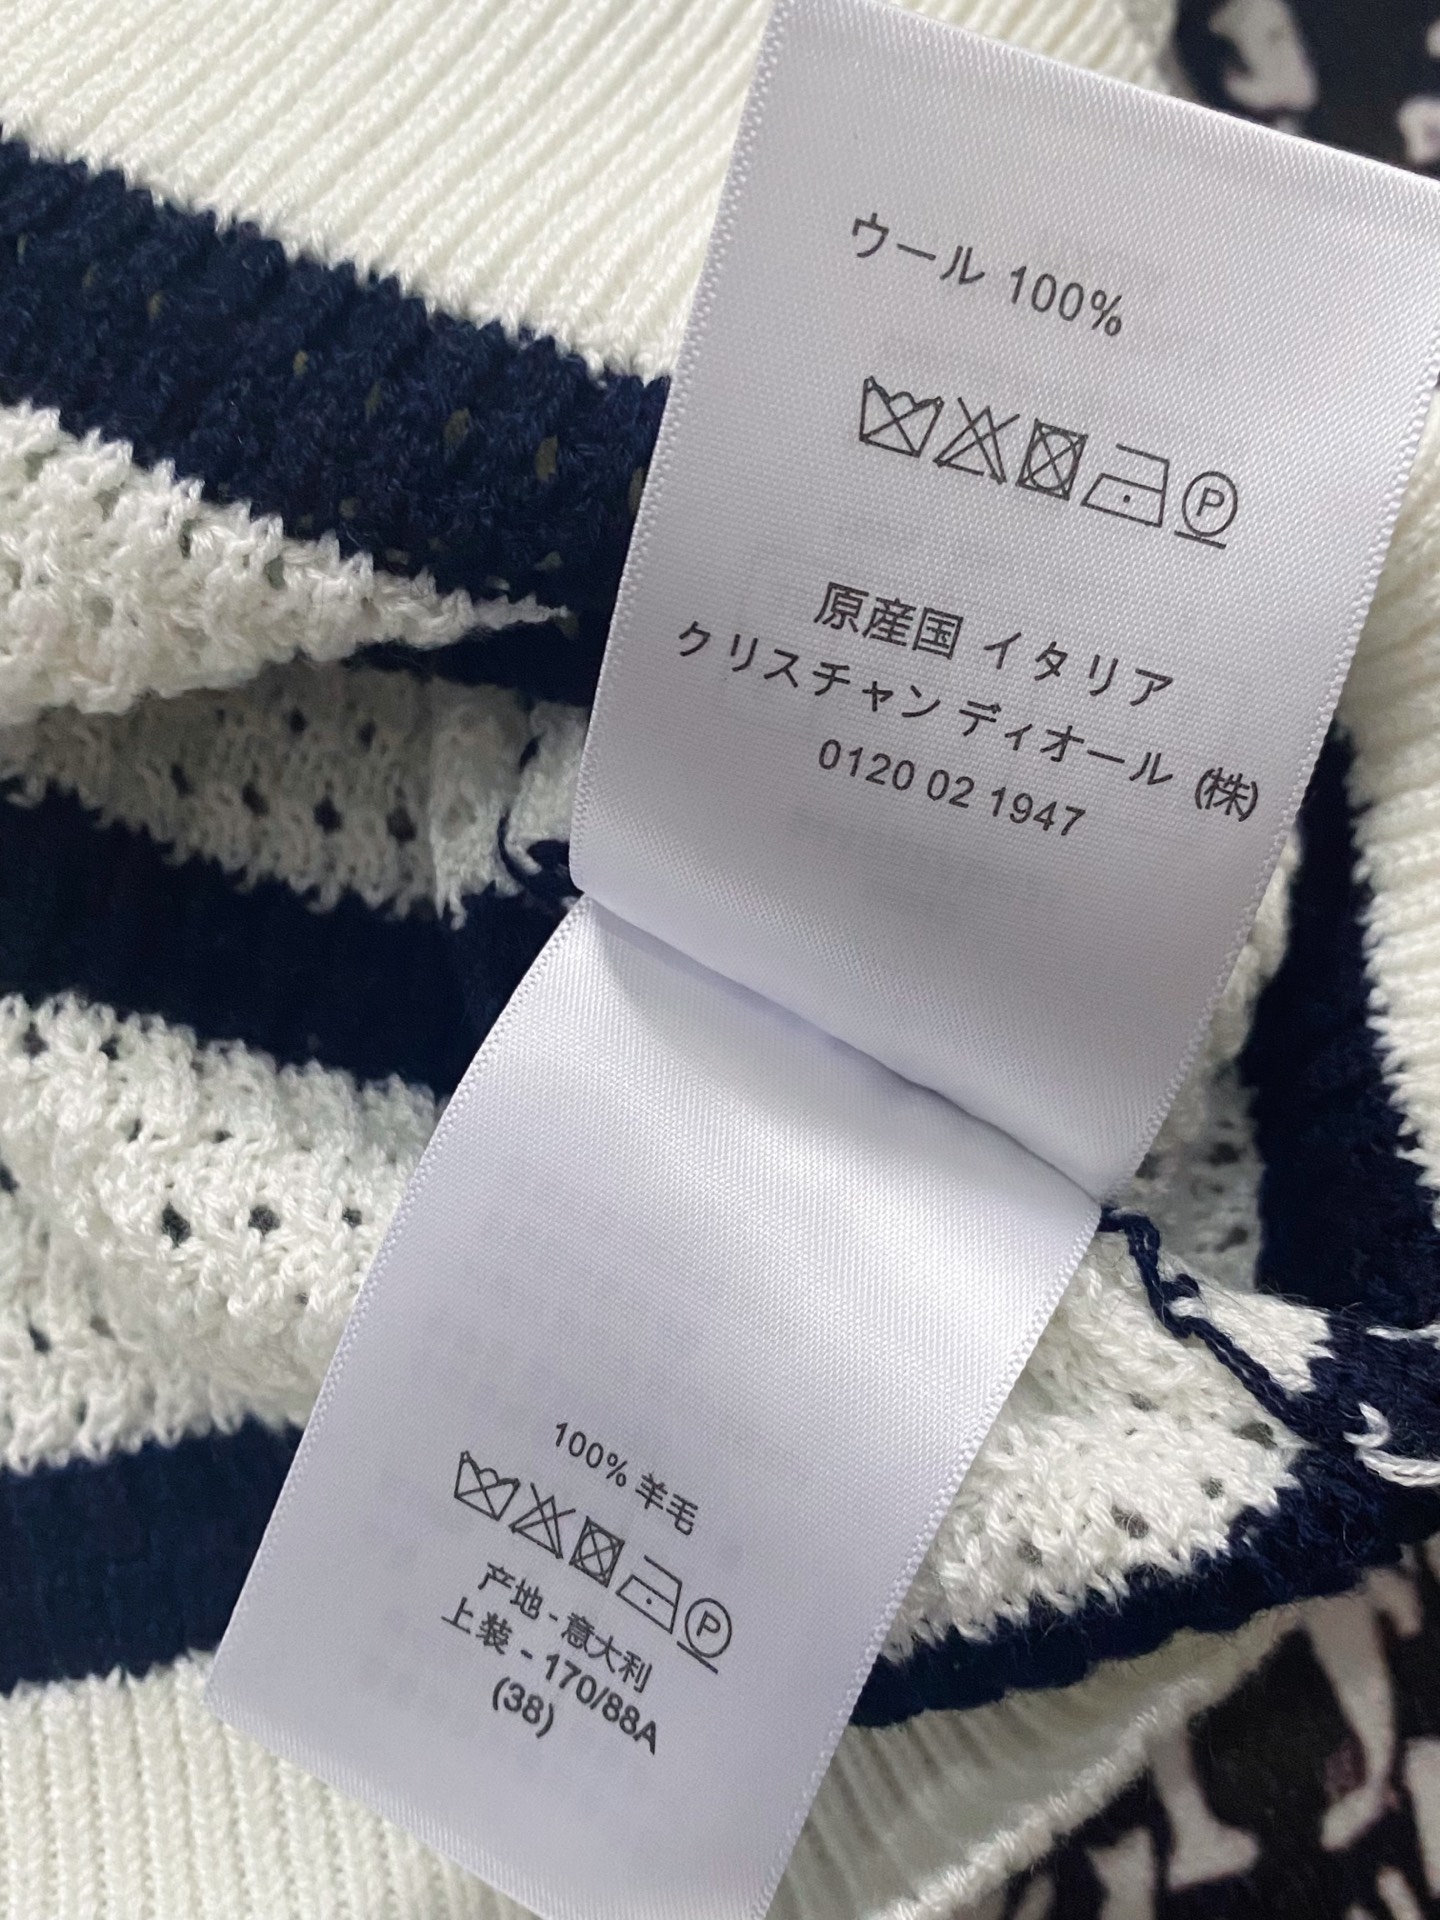 ウール 100%
P
原産国 イタリア
クリスチャン ディオール (株)
0120 02 1947
100% 羊毛
P
产地 - 意大利
上装 - 170/88A
(38)